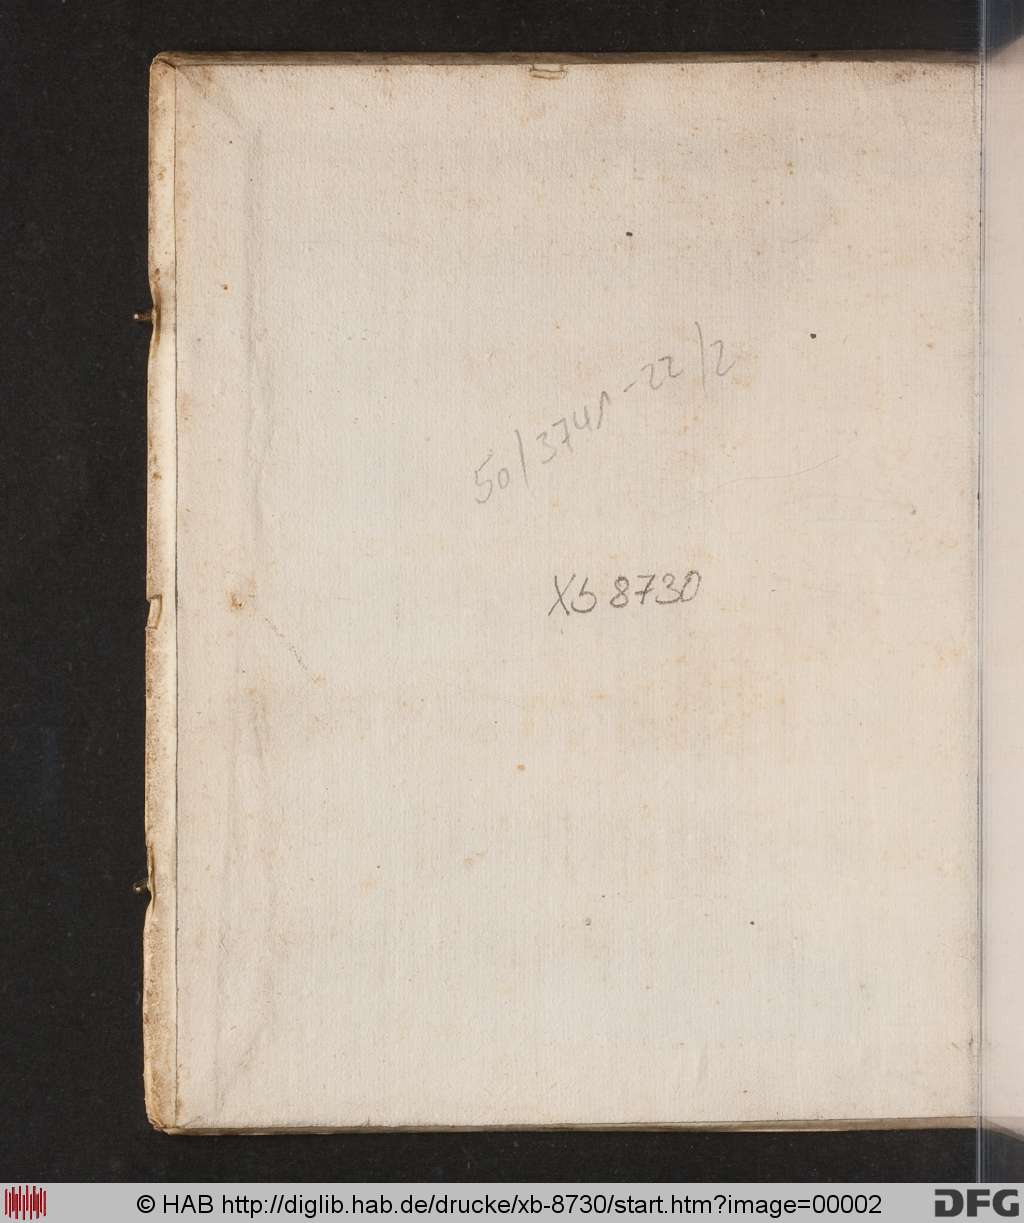 50/3741-22/2
Xb 8730
© HAB http://diglib.hab.de/drucke/xb-8730/start.htm?image=00002
DFG